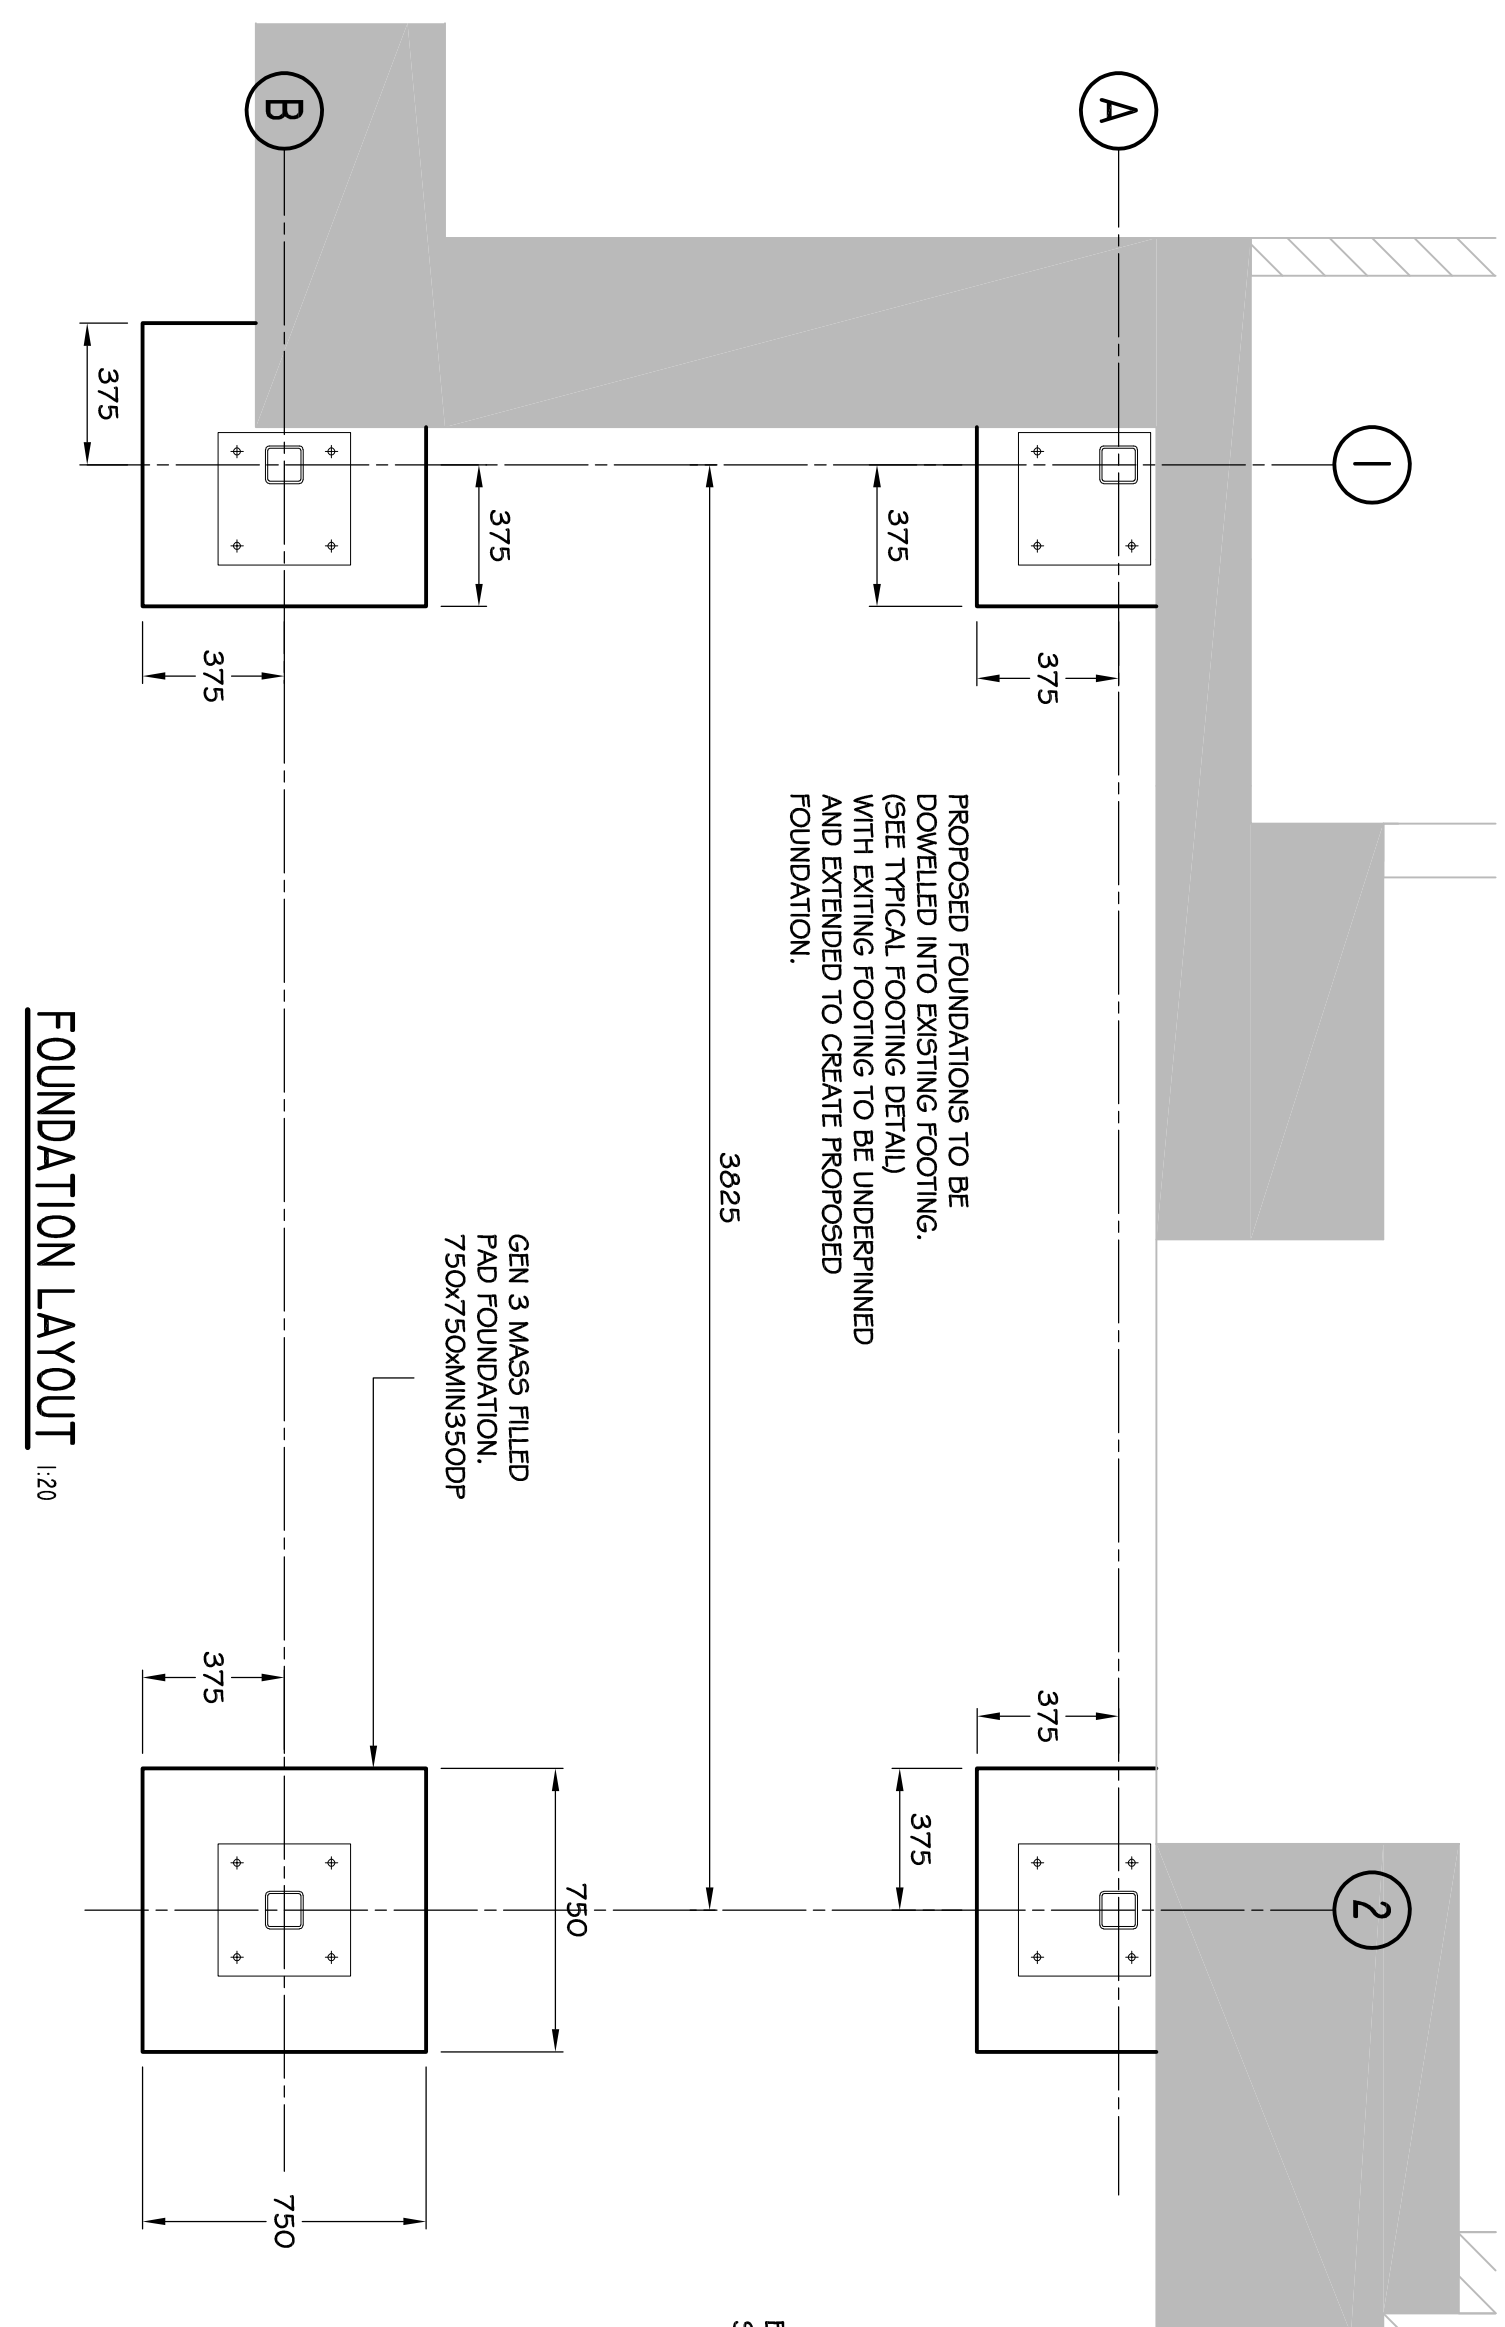 1
2
A
375
375
375
375
PROPOSED FOUNDATIONS TO BE
DOWELLED INTO EXISTING FOOTING.
(SEE TYPICAL FOOTING DETAIL)
WITH EXITING FOOTING TO BE UNDERPINNED
AND EXTENDED TO CREATE PROPOSED
FOUNDATION.
3825
375
750
GEN 3 MASS FILLED
PAD FOUNDATION.
750x750xMIN350DP
B
750
375
375
375
FOUNDATION LAYOUT 1:20